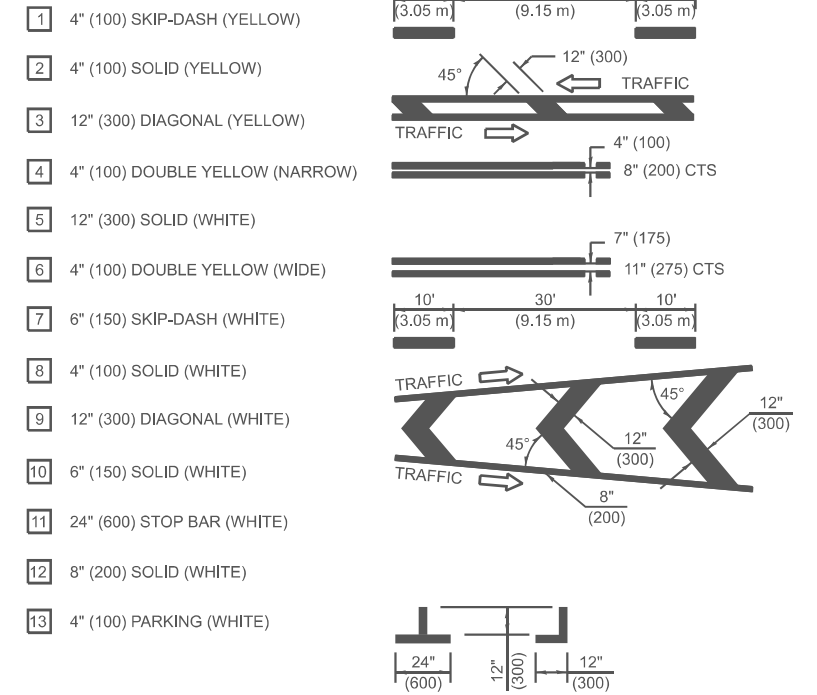 (3.05 m) (9.15 m) (3.05 m)
1 4" (100) SKIP-DASH (YELLOW)
2 4" (100) SOLID (YELLOW)
45° 12" (300)
TRAFFIC
3 12" (300) DIAGONAL (YELLOW)
TRAFFIC
4" (100)
4 4" (100) DOUBLE YELLOW (NARROW)
8" (200) CTS
5 12" (300) SOLID (WHITE)
7" (175)
6 4" (100) DOUBLE YELLOW (WIDE)
11" (275) CTS
10' 30' 10'
7 6" (150) SKIP-DASH (WHITE)
(3.05 m) (9.15 m) (3.05 m)
8 4" (100) SOLID (WHITE)
TRAFFIC
45°
12"
(300)
9 12" (300) DIAGONAL (WHITE)
45°
12"
(300)
10 6" (150) SOLID (WHITE)
TRAFFIC
8"
(200)
11 24" (600) STOP BAR (WHITE)
12 8" (200) SOLID (WHITE)
13 4" (100) PARKING (WHITE)
24"
(600)
12"
(300)
12"
(300)